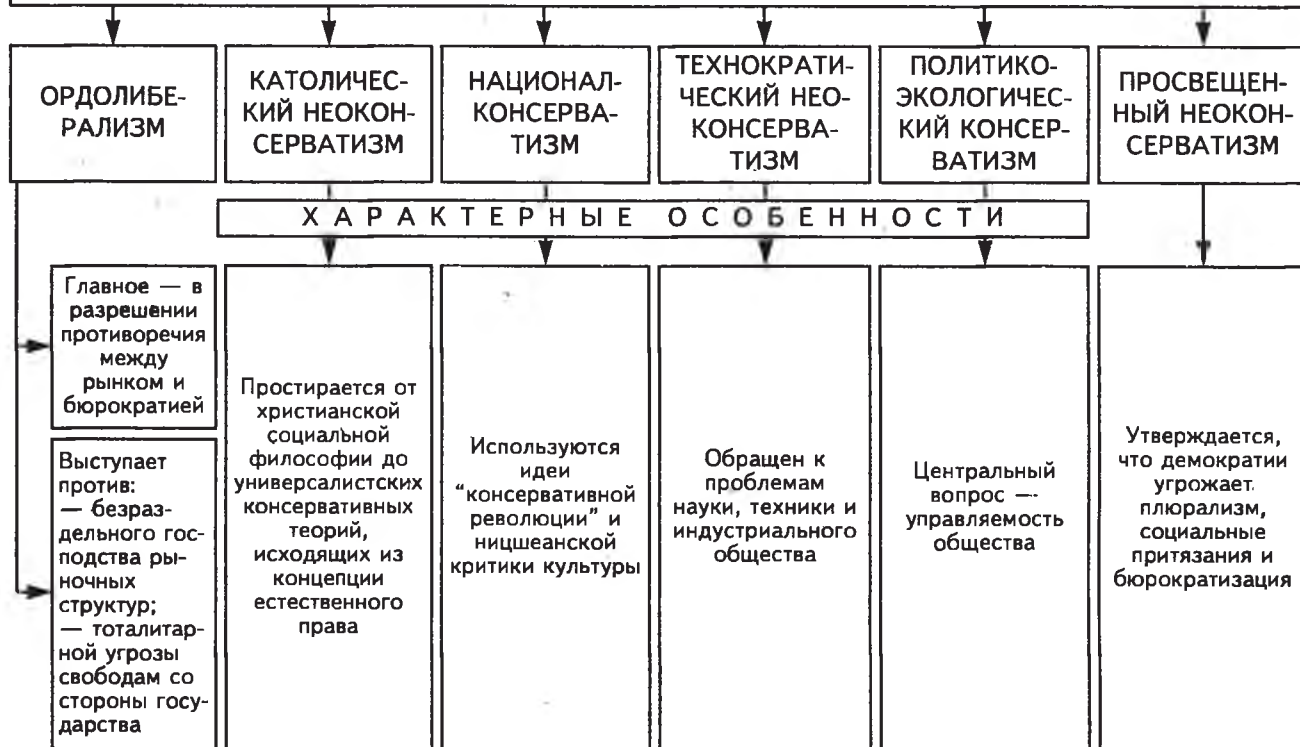 ОРДОЛИБЕ-
РАЛИЗМ
КАТОЛИЧЕС-
КИЙ НЕОКОН-
СЕРВАТИЗМ
НАЦИОНАЛ-
КОНСЕРВА-
ТИЗМ
ТЕХНОКРАТИ-
ЧЕСКИЙ НЕО-
КОНСЕРВА-
ТИЗМ
ПОЛИТИКО-
ЭКОЛОГИЧЕС-
КИЙ КОНСЕР-
ВАТИЗМ
ПРОСВЕЩЕН-
НЫЙ НЕОКОН-
СЕРВАТИЗМ
ХАРАКТЕРНЫЕ ОСОБЕННОСТИ
Главное — в
разрешении
противоречия
между
рынком и
бюрократией
Выступает
против:
— безраз-
дельного гос-
подства ры-
ночных
структур;
— тоталитар-
ной угрозы
свободам со
стороны госу-
дарства
Простирается от
христианской
социальной
философии до
универсалистских
консервативных
теорий,
исходящих из
концепции
естественного
права
Используются
идеи
“консервативной
революции” и
ницшеанской
критики культуры
Обращен к
проблемам
науки, техники и
индустриального
общества
Центральный
вопрос —
управляемость
общества
Утверждается,
что демократии
угрожает
плюрализм,
социальные
притязания и
бюрократизация